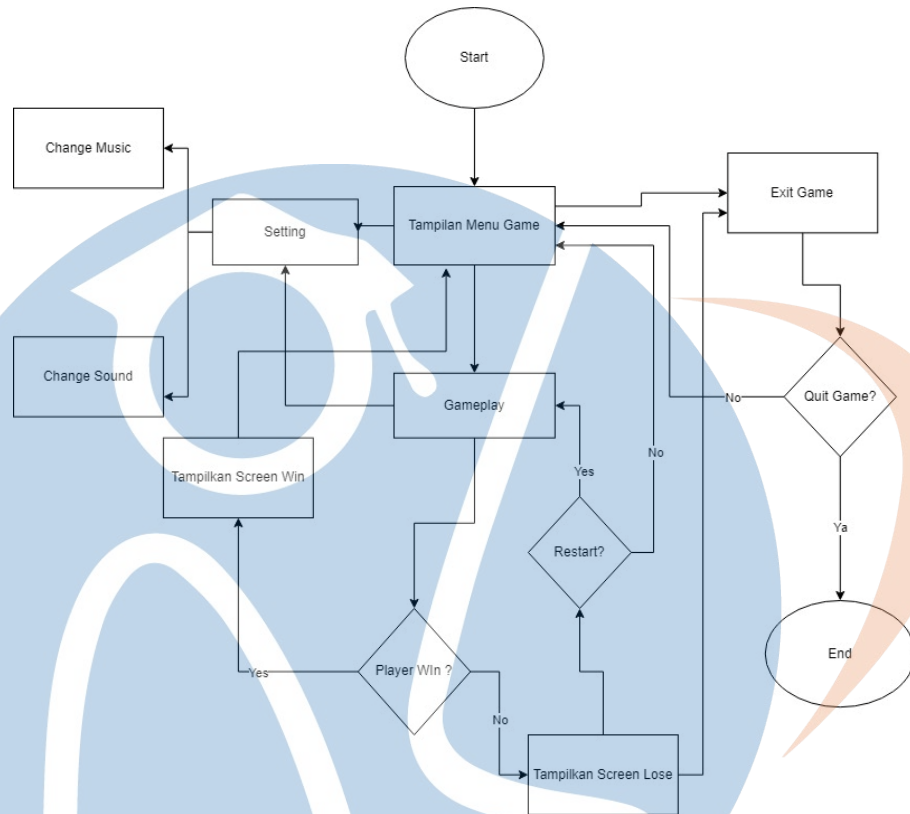 Start
Change Music
Exit Game
Tampilan Menu Game
Setting
Change Sound
Gameplay
Quit Game?
No
No
Tampilkan Screen Win
Yes
Restart?
Ya
End
Player WIn ?
Yes
No
Tampilkan Screen Lose